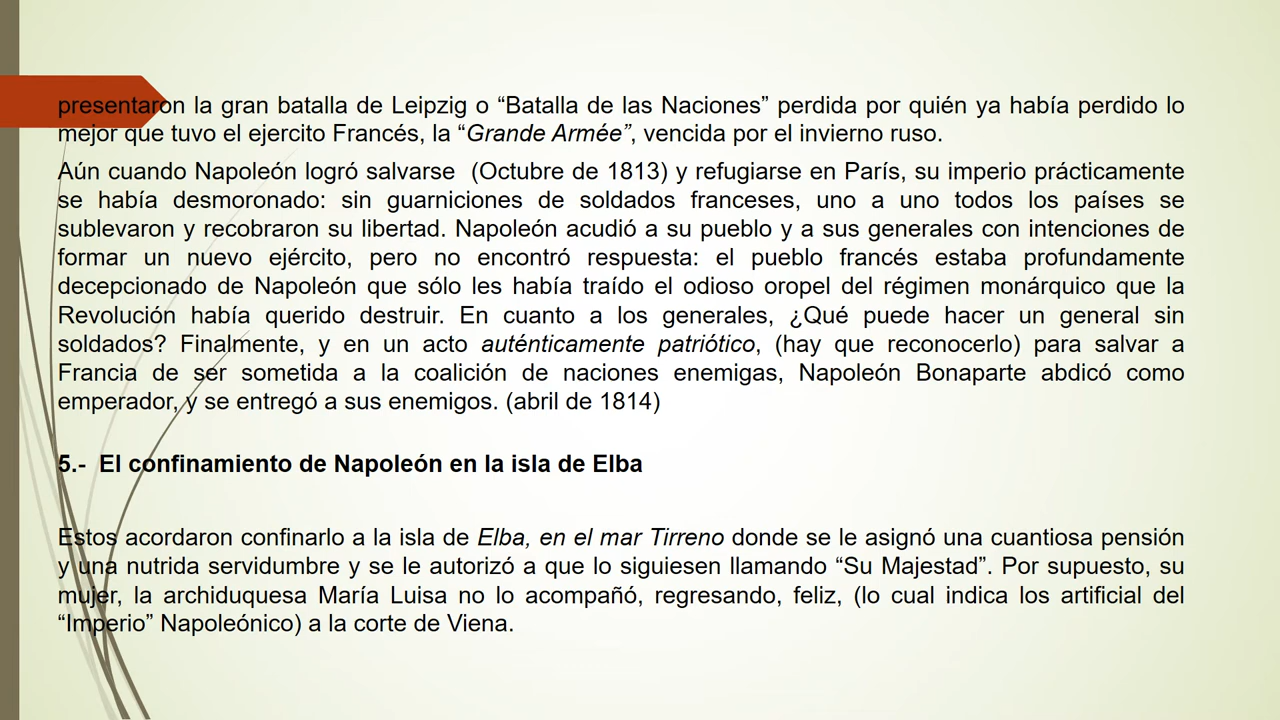 presentaron la gran batalla de Leipzig o “Batalla de las Naciones” perdida por quién ya había perdido lo
mejor que tuvo el ejercito Francés, la “Grande Armée”, vencida por el invierno ruso.
Aún cuando Napoleón logró salvarse  (Octubre de 1813) y refugiarse en París, su imperio prácticamente
se había desmoronado: sin guarniciones de soldados franceses, uno a uno todos los países se
sublevaron y recobraron su libertad. Napoleón acudió a su pueblo y a sus generales con intenciones de
formar un nuevo ejército, pero no encontró respuesta: el pueblo francés estaba profundamente
decepcionado de Napoleón que sólo les había traído el odioso oropel del régimen monárquico que la
Revolución había querido destruir. En cuanto a los generales, ¿Qué puede hacer un general sin
soldados? Finalmente, y en un acto auténticamente patriótico, (hay que reconocerlo) para salvar a
Francia de ser sometida a la coalición de naciones enemigas, Napoleón Bonaparte abdicó como
emperador, y se entregó a sus enemigos. (abril de 1814)
5.-  El confinamiento de Napoleón en la isla de Elba
Estos acordaron confinarlo a la isla de Elba, en el mar Tirreno donde se le asignó una cuantiosa pensión
y una nutrida servidumbre y se le autorizó a que lo siguiesen llamando “Su Majestad”. Por supuesto, su
mujer, la archiduquesa María Luisa no lo acompañó, regresando, feliz, (lo cual indica los artificial del
“Imperio” Napoleónico) a la corte de Viena.